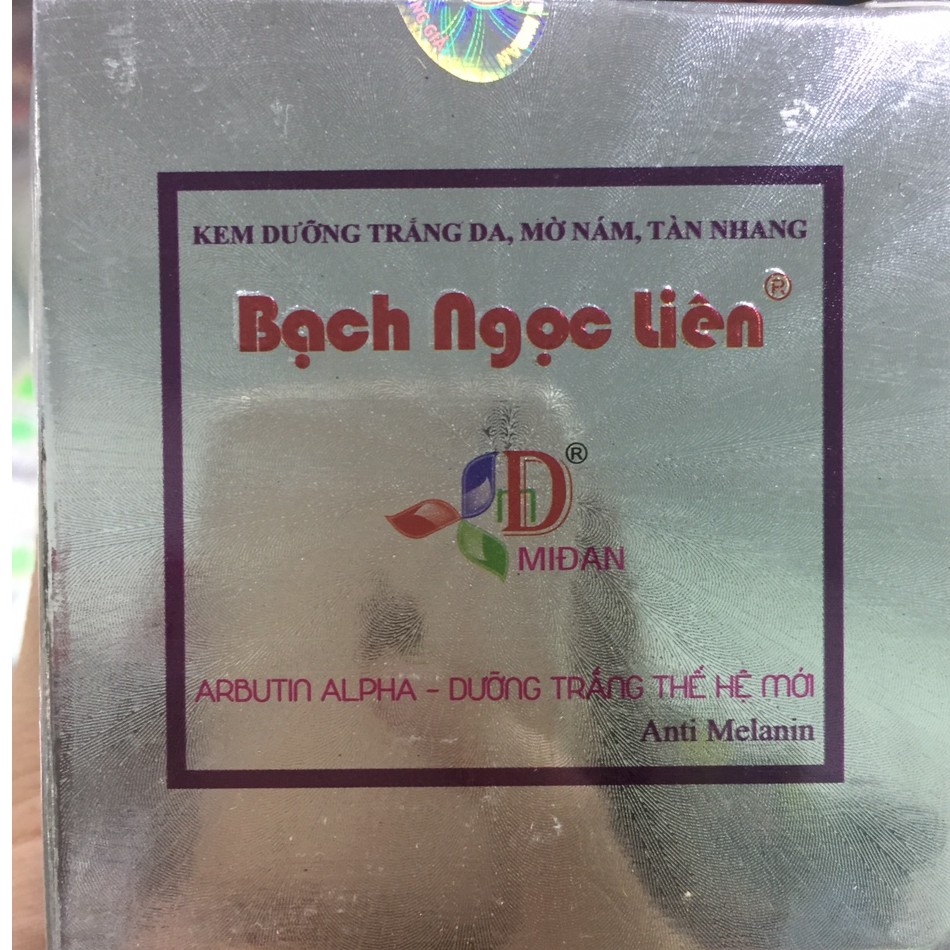 KEM DƯỠNG TRẮNG DA, MỜ NÁM, TÀN NHANG
Bạch Ngọc Liên®
mĐ®
MIĐAN
ARBUTIN ALPHA - DƯỠNG TRẮNG THẾ HỆ MỚI
Anti Melanin